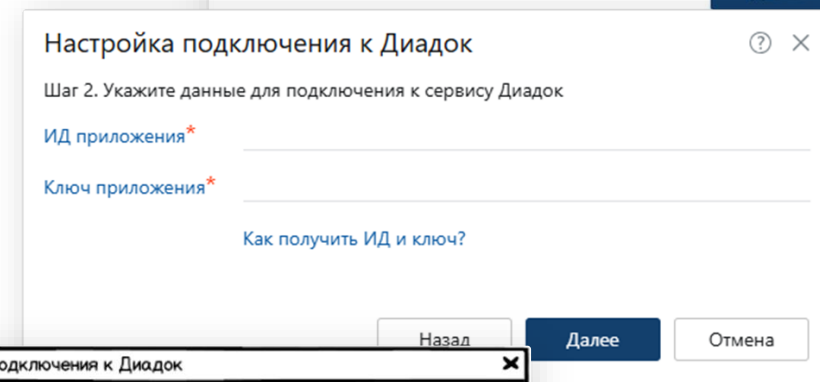 Настройка подключения к Диадок
Шаг 2. Укажите данные для подключения к сервису Диадок
ИД приложения*
Ключ приложения*
Как получить ИД и ключ?
Назад Далее Отмена
одключения к Диадок